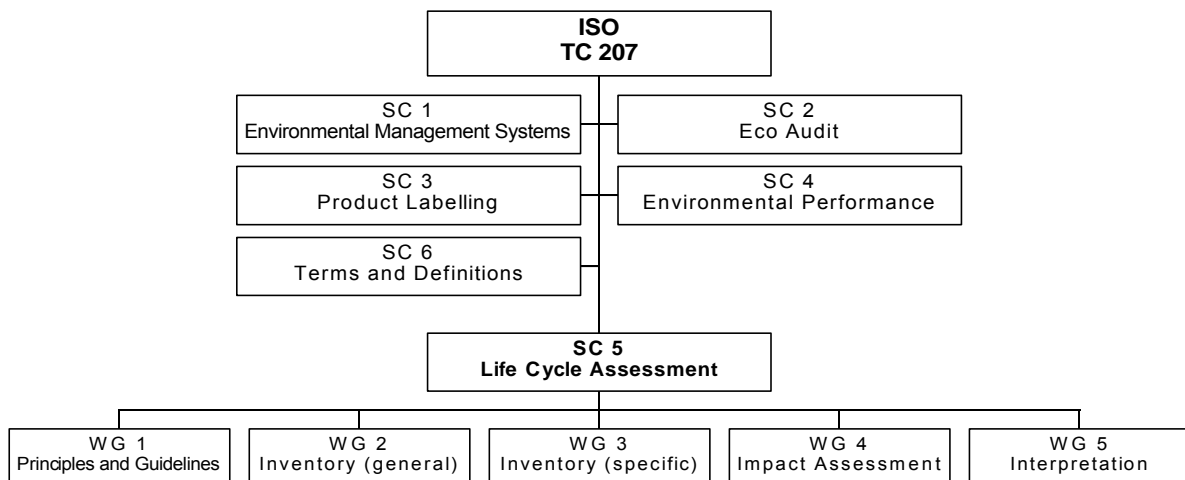 ISO
TC 207
SC 1
Environmental Management Systems
SC 2
Eco Audit
SC 3
Product Labelling
SC 4
Environmental Performance
SC 6
Terms and Definitions
SC 5
Life Cycle Assessment
WG 1
Principles and Guidelines
WG 2
Inventory (general)
WG 3
Inventory (specific)
WG 4
Impact Assessment
WG 5
Interpretation